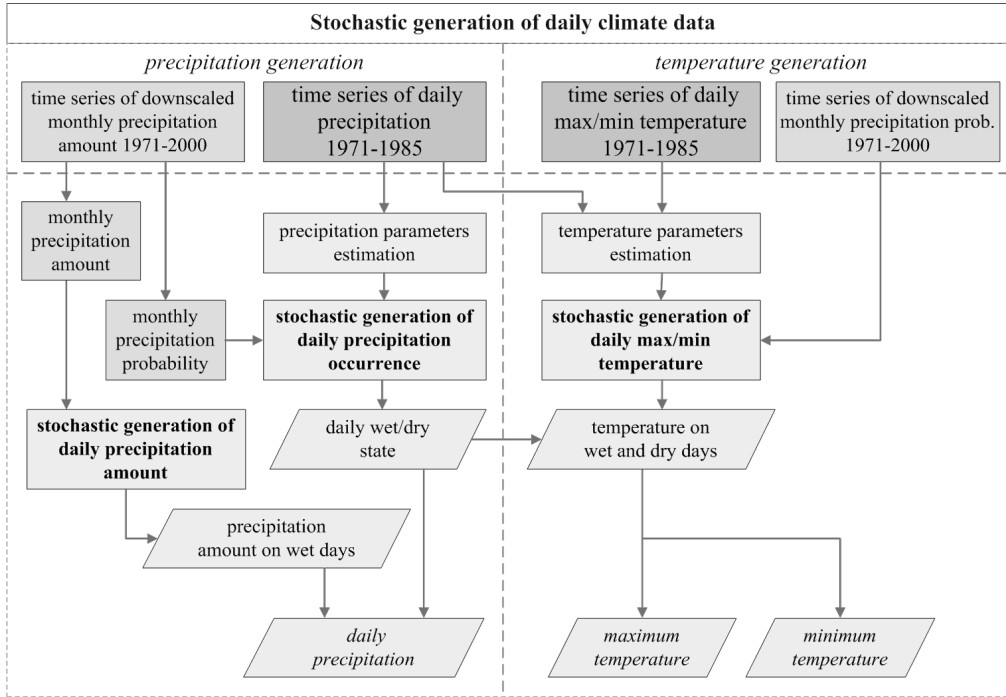 Stochastic generation of daily climate data
precipitation generation
temperature generation
time series of downscaled
monthly precipitation
amount 1971-2000
time series of daily
precipitation
1971-1985
time series of daily
max/min temperature
1971-1985
time series of downscaled
monthly precipitation prob.
1971-2000
monthly
precipitation
amount
precipitation parameters
estimation
temperature parameters
estimation
monthly
precipitation
probability
stochastic generation of
daily precipitation
occurrence
stochastic generation of
daily max/min
temperature
stochastic generation of
daily precipitation
amount
daily wet/dry
state
temperature on
wet and dry days
precipitation
amount on wet days
daily
precipitation
maximum
temperature
minimum
temperature